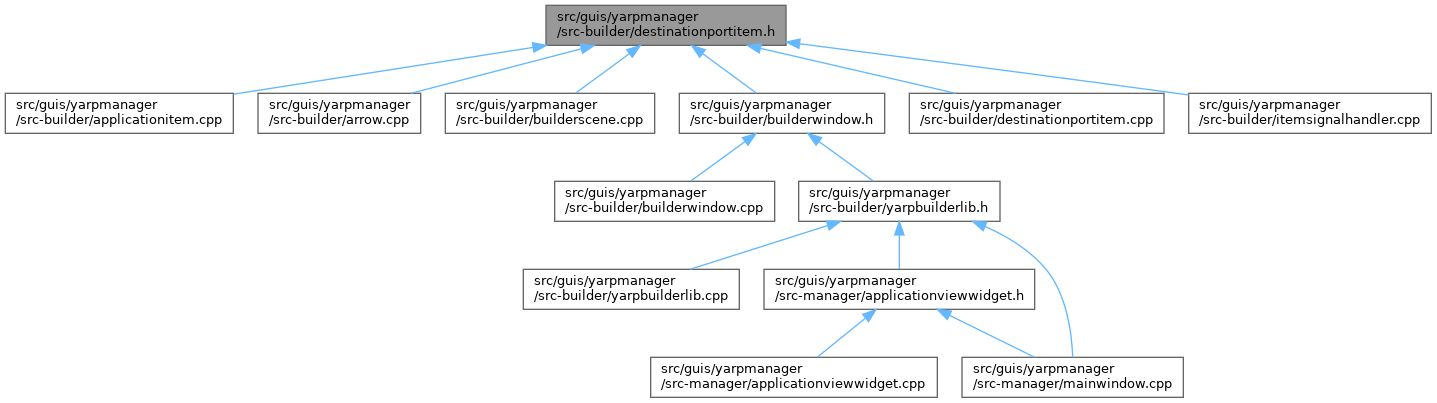 src/guis/yarpmanager
/src-builder/destinationportitem.h
src/guis/yarpmanager
/src-builder/applicationitem.cpp
src/guis/yarpmanager
/src-builder/arrow.cpp
src/guis/yarpmanager
/src-builder/builderscene.cpp
src/guis/yarpmanager
/src-builder/builderwindow.h
src/guis/yarpmanager
/src-builder/destinationportitem.cpp
src/guis/yarpmanager
/src-builder/itemsignalhandler.cpp
src/guis/yarpmanager
/src-builder/builderwindow.cpp
src/guis/yarpmanager
/src-builder/yarpbuilderlib.h
src/guis/yarpmanager
/src-builder/yarpbuilderlib.cpp
src/guis/yarpmanager
/src-manager/applicationviewwidget.h
src/guis/yarpmanager
/src-manager/applicationviewwidget.cpp
src/guis/yarpmanager
/src-manager/mainwindow.cpp